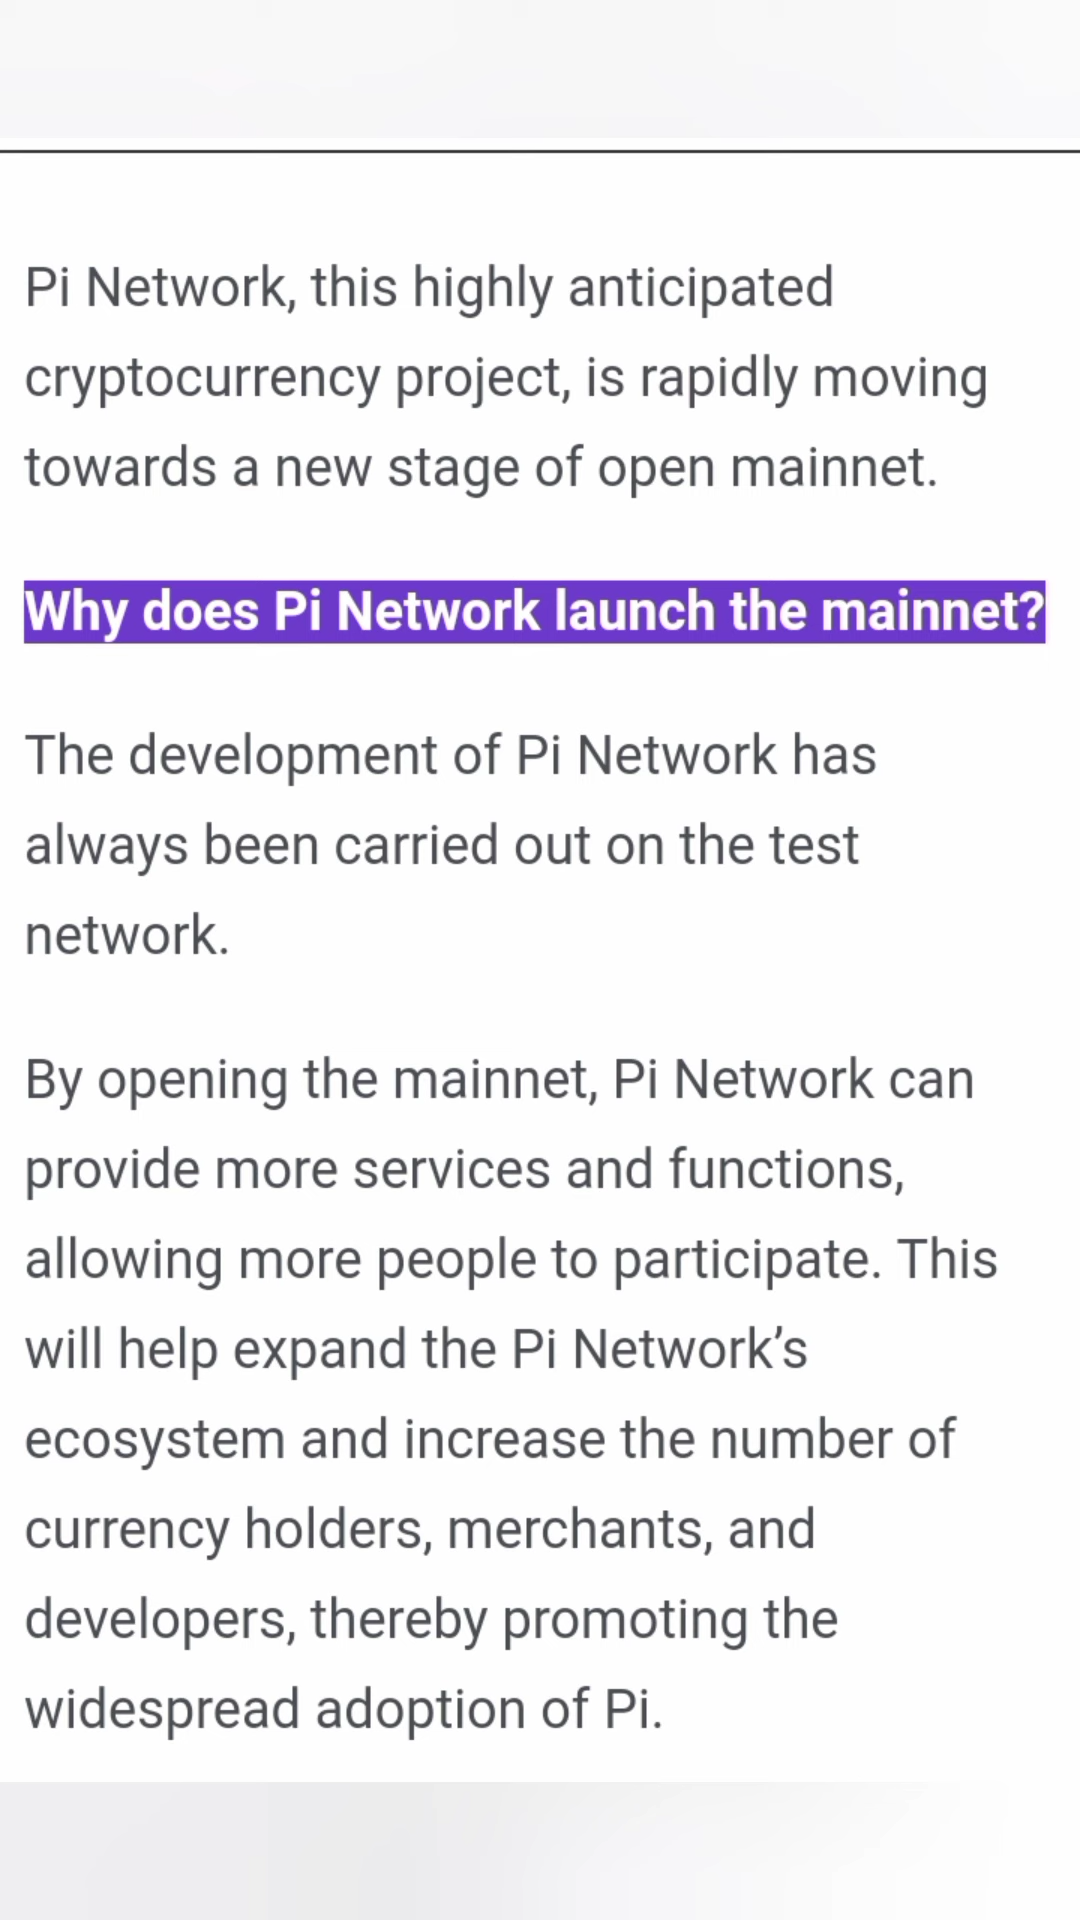 Pi Network, this highly anticipated
cryptocurrency project, is rapidly moving
towards a new stage of open mainnet.
Why does Pi Network launch the mainnet?
The development of Pi Network has
always been carried out on the test
network.
By opening the mainnet, Pi Network can
provide more services and functions,
allowing more people to participate. This
will help expand the Pi Network’s
ecosystem and increase the number of
currency holders, merchants, and
developers, thereby promoting the
widespread adoption of Pi.